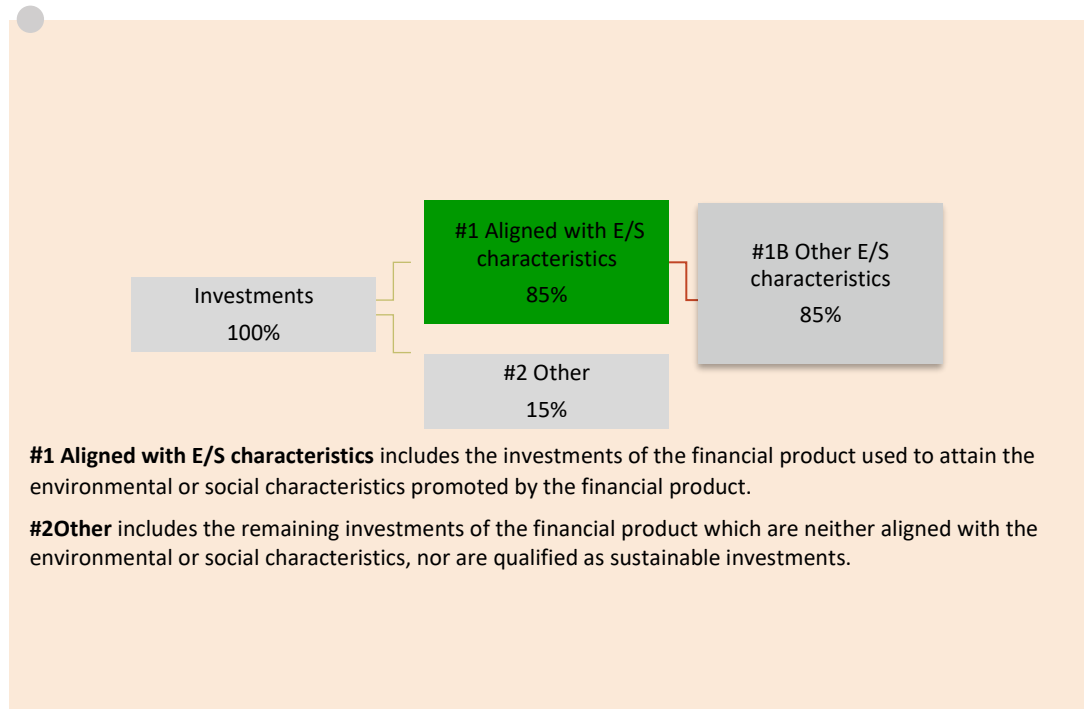 #1 Aligned with E/S
characteristics
85%
#1B Other E/S
characteristics
85%
Investments
100%
#2 Other
15%
#1 Aligned with E/S characteristics includes the investments of the financial product used to attain the
environmental or social characteristics promoted by the financial product.
#2Other includes the remaining investments of the financial product which are neither aligned with the
environmental or social characteristics, nor are qualified as sustainable investments.